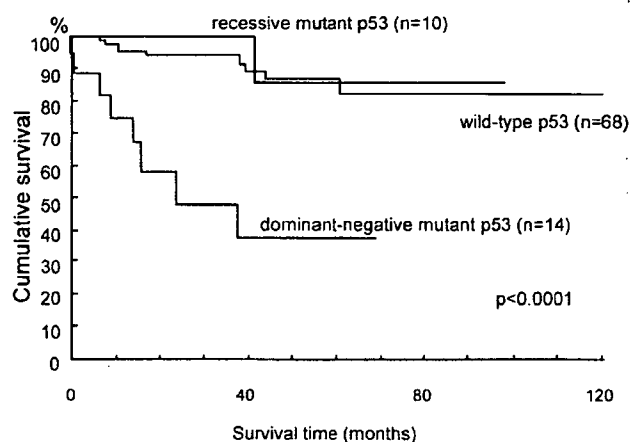 %
recessive mutant p53 (n=10)
100
90
80
70
60
50
40
30
20
10
0
Cumulative survival
wild-type p53 (n=68)
dominant-negative mutant p53 (n=14)
p<0.0001
0 40 80 120
Survival time (months)